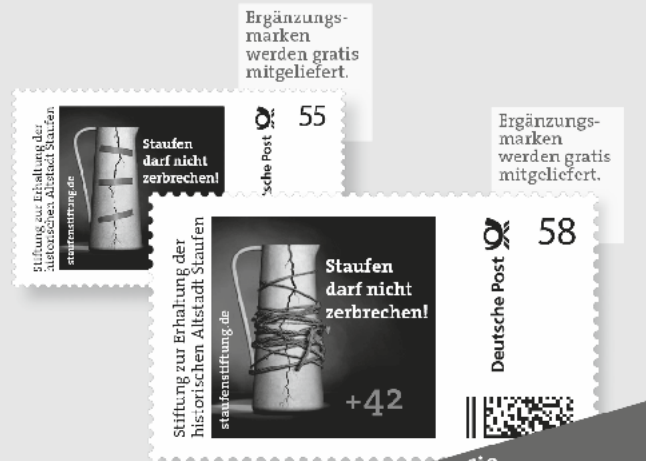 Ergänzungs-
marken
werden gratis
mitgeliefert.
Stiftung zur Erhaltung der
historischen Altstadt Staufen
staufenstiftung.de
Staufen
darf nicht
zerbrechen!
sche Post
55
Ergänzungs-
marken
werden gratis
mitgeliefert.
Stiftung zur Erhaltung der
historischen Altstadt Staufen
staufenstiftung.de
Staufen
darf nicht
zerbrechen!
+42
Deutsche Post
58